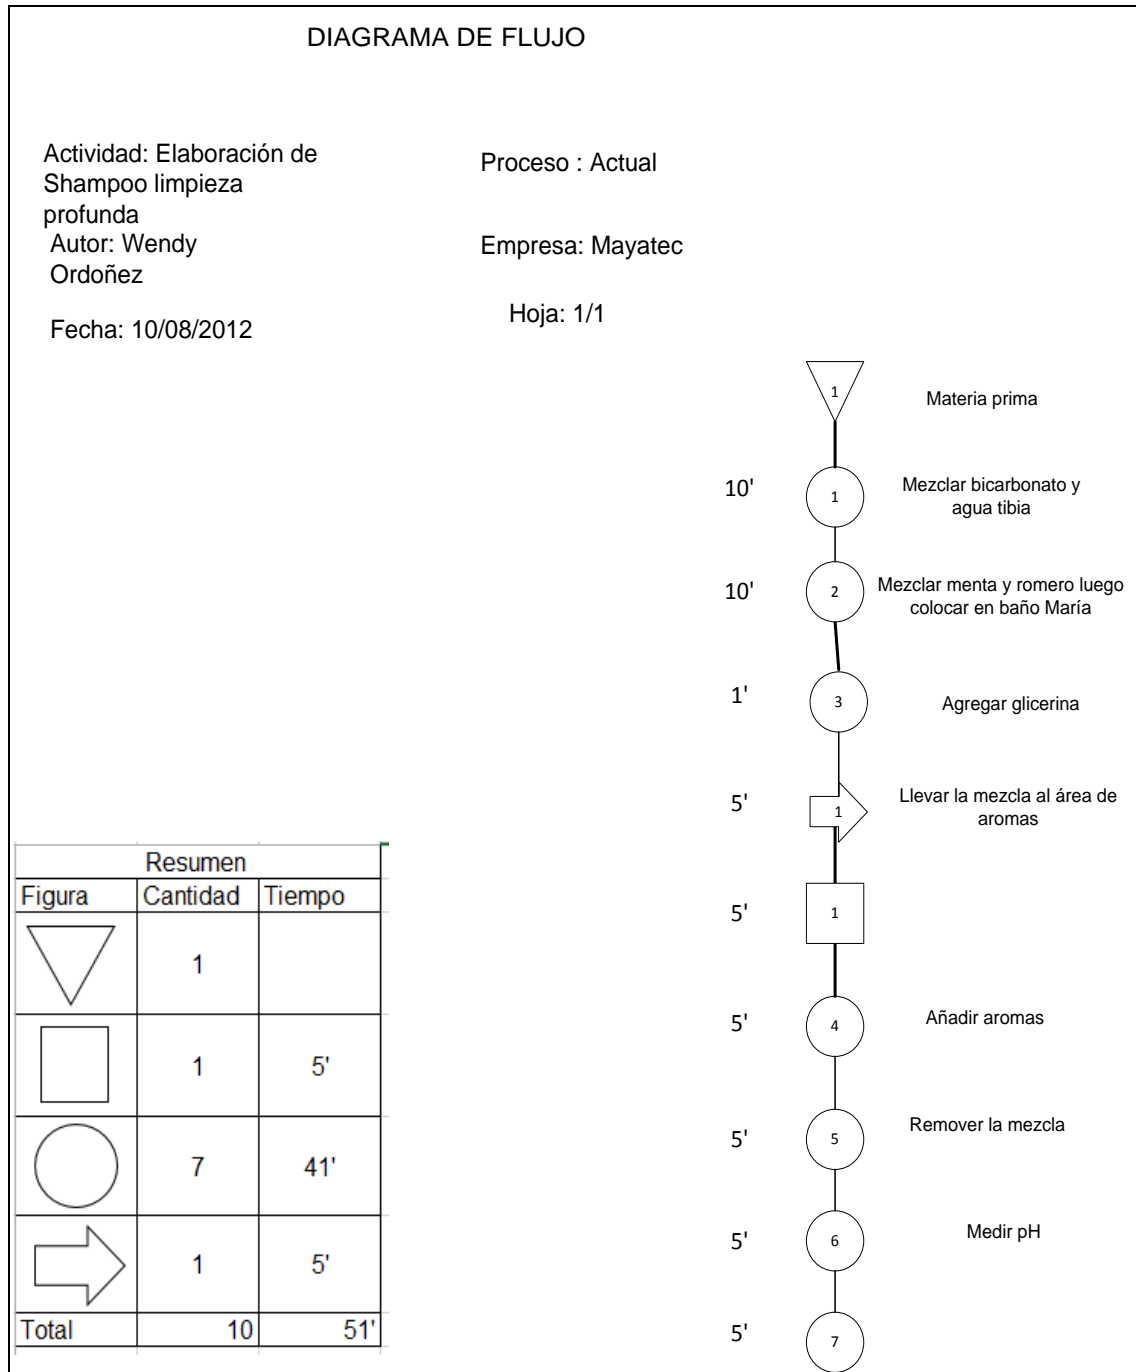 DIAGRAMA DE FLUJO
Actividad: Elaboración de
Shampoo limpieza
profunda
Autor: Wendy
Ordoñez
Fecha: 10/08/2012
Proceso : Actual
Empresa: Mayatec
Hoja: 1/1
1
Materia prima
10'
1
Mezclar bicarbonato y
agua tibia
10'
2
Mezclar menta y romero luego
colocar en baño María
1'
3
Agregar glicerina
5'
1
Llevar la mezcla al área de
aromas
5'
1
5'
4
Añadir aromas
5'
5
Remover la mezcla
5'
6
Medir pH
5'
7
Resumen
Figura Cantidad Tiempo
1
1 5'
7 41'
1 5'
Total 10 51'